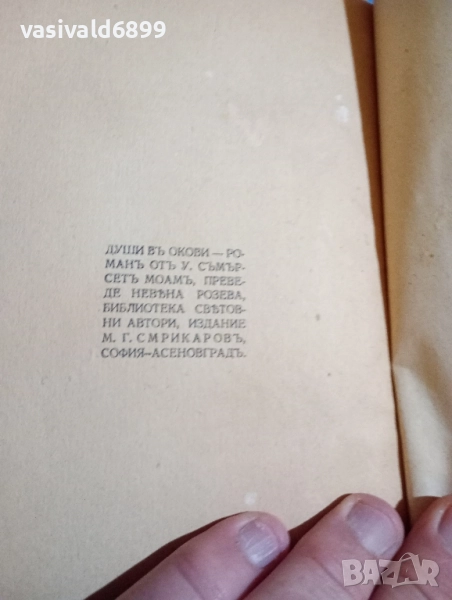 vasivald6899
ДУШИ ВЪ ОКОВИ — РО-
МАНЪ ОТЪ У. СЪМЪР-
СЕТЪ МОАМЪ, ПРЕВЕ-
ДЕ НЕВѢНА РОЗЕВА,
БИБЛИОТЕКА СВѢТОВ-
НИ АВТОРИ, ИЗДАНИЕ
М. Г. СМРИКАРОВЪ,
СОФИЯ—АСЕНОВГРАДЪ.
BAZAR